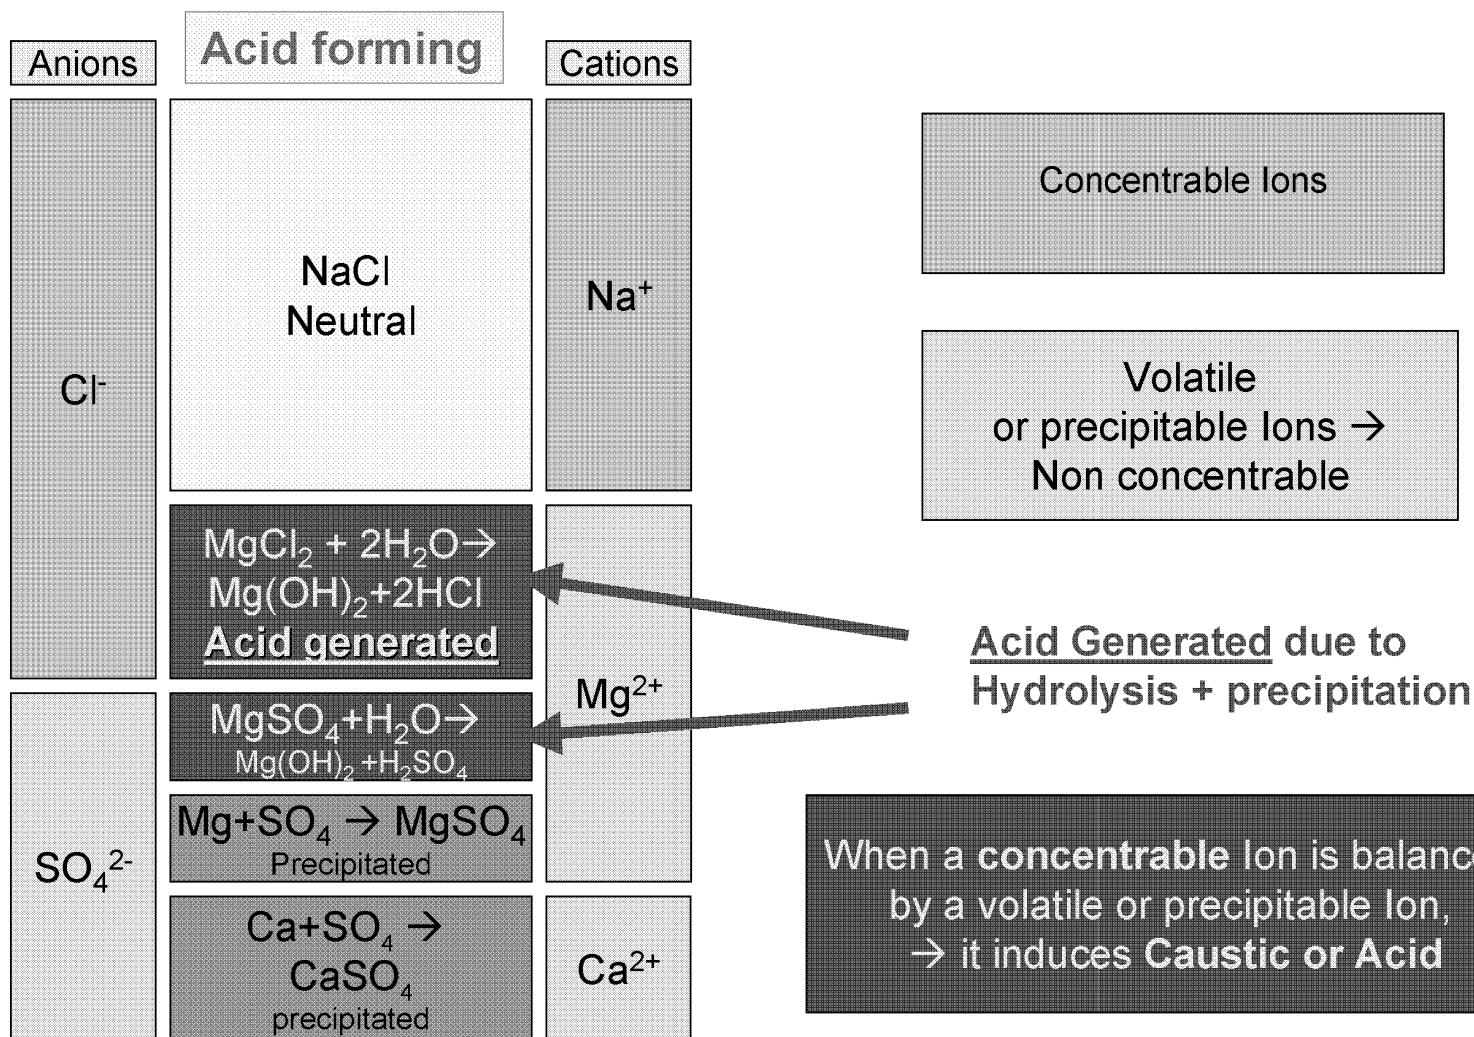 Acid forming
Anions
Cations
Cl⁻
NaCl
Neutral
Na⁺
MgCl₂ + 2H₂O→
Mg(OH)₂+2HCl
Acid generated
Mg²⁺
SO₄²⁻
MgSO₄+H₂O→
Mg(OH)₂ +H₂SO₄
Mg+SO₄ → MgSO₄
Precipitated
Ca+SO₄ →
CaSO₄
precipitated
Ca²⁺
Concentrable Ions
Volatile
or precipitable Ions →
Non concentrable
Acid Generated due to
Hydrolysis + precipitation
When a concentrable Ion is balanc
by a volatile or precipitable Ion,
→ it induces Caustic or Acid